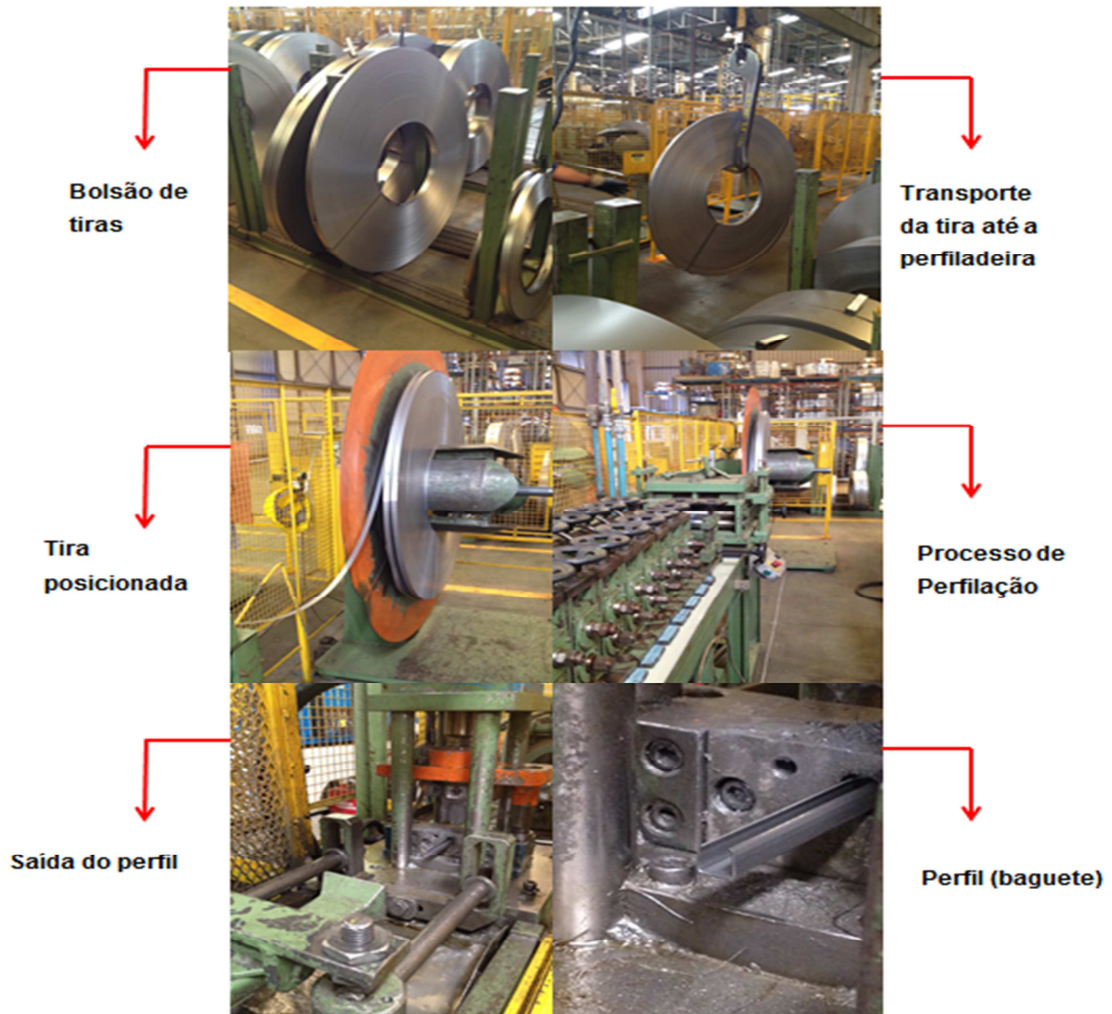 Bolsão de
tiras
Transporte
da tira até a
perfiladeira
Tira
posicionada
Processo de
Perfilação
Saída do perfil
Perfil (baguete)